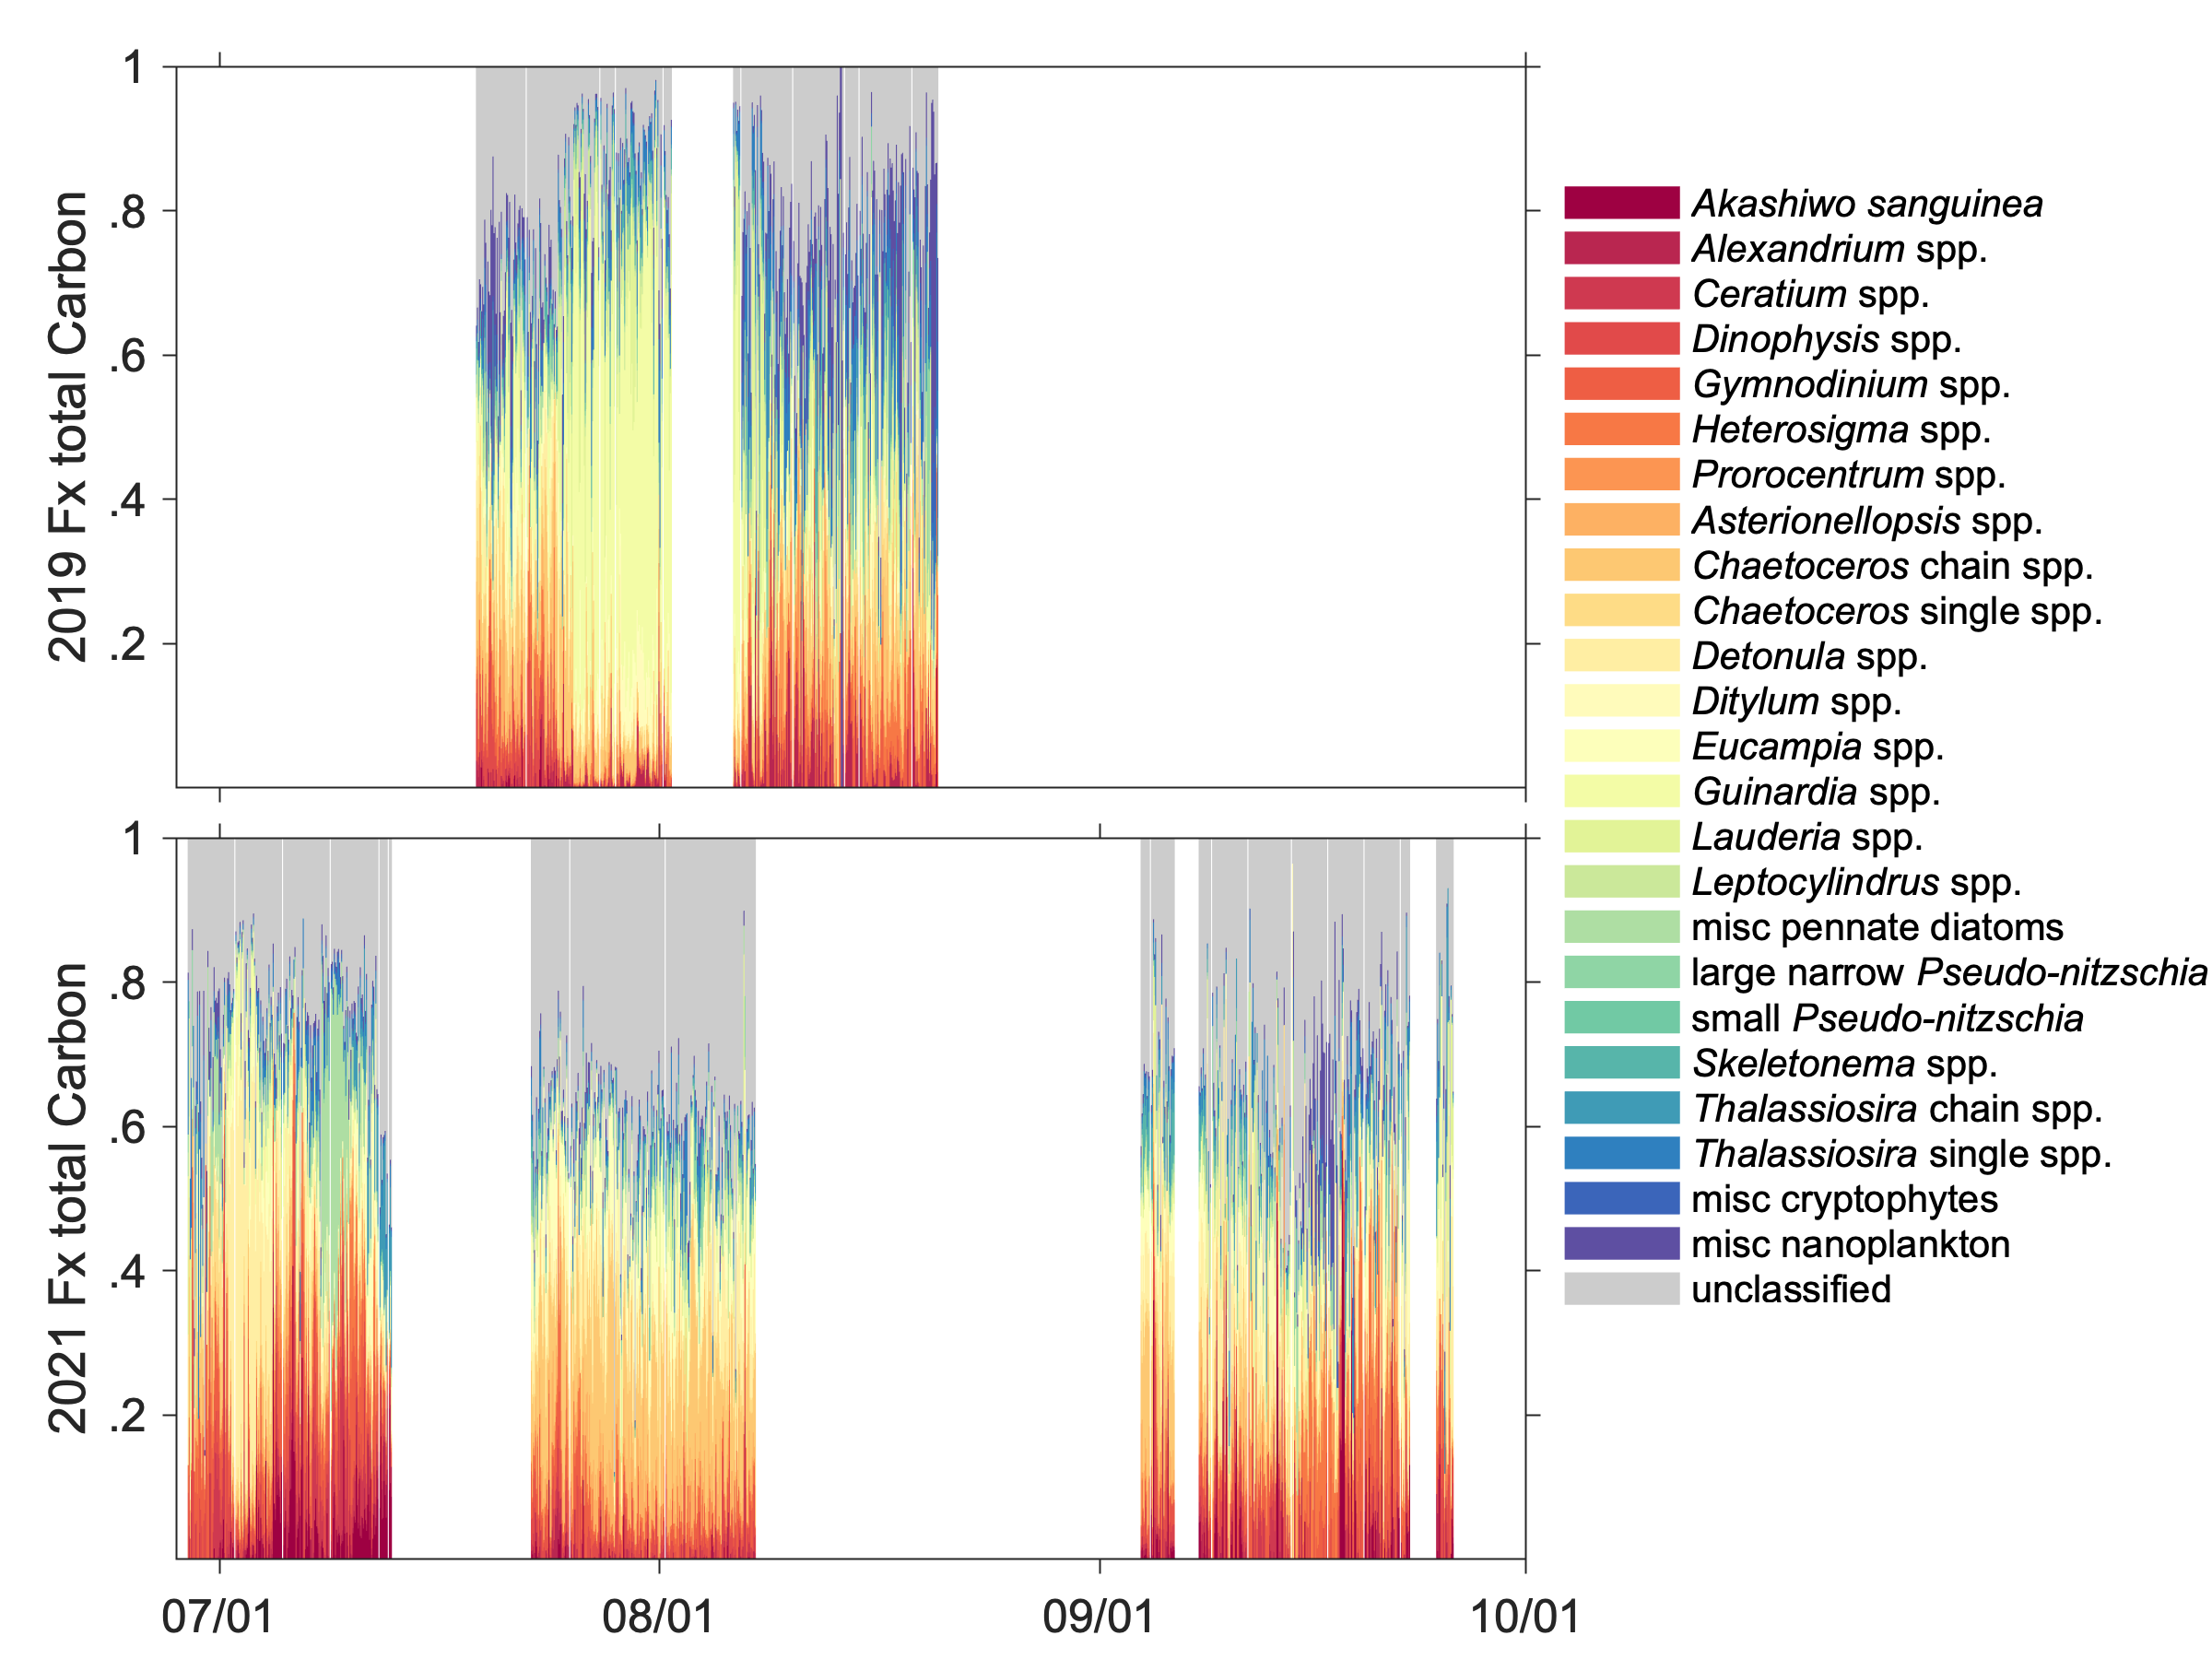 2019 Fx total Carbon
1
.8
.6
.4
.2
2021 Fx total Carbon
1
.8
.6
.4
.2
07/01
08/01
09/01
10/01
Akashiwo sanguinea
Alexandrium spp.
Ceratium spp.
Dinophysis spp.
Gymnodinium spp.
Heterosigma spp.
Prorocentrum spp.
Asterionellopsis spp.
Chaetoceros chain spp.
Chaetoceros single spp.
Detonula spp.
Ditylum spp.
Eucampia spp.
Guinardia spp.
Lauderia spp.
Leptocylindrus spp.
misc pennate diatoms
large narrow Pseudo-nitzschia
small Pseudo-nitzschia
Skeletonema spp.
Thalassiosira chain spp.
Thalassiosira single spp.
misc cryptophytes
misc nanoplankton
unclassified